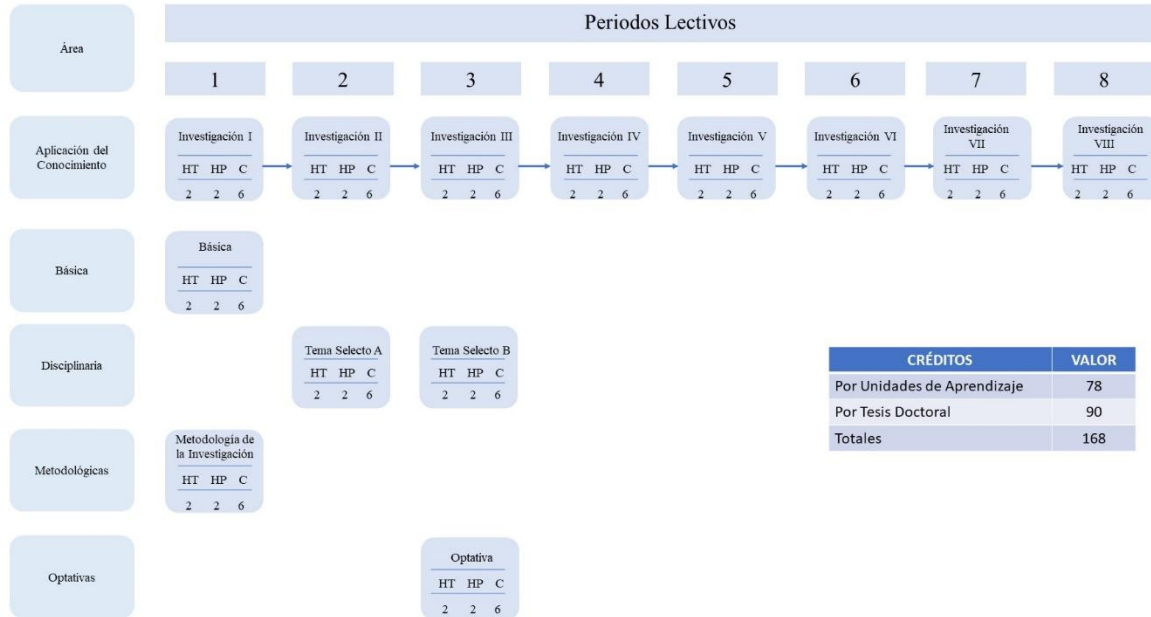 Área
Periodos Lectivos
1 2 3 4 5 6 7 8
Aplicación del
Conocimiento
Investigación I
HT HP C
2 2 6
Investigación II
HT HP C
2 2 6
Investigación III
HT HP C
2 2 6
Investigación IV
HT HP C
2 2 6
Investigación V
HT HP C
2 2 6
Investigación VI
HT HP C
2 2 6
Investigación
VII
HT HP C
2 2 6
Investigación
VIII
HT HP C
2 2 6
Básica
Básica
HT HP C
2 2 6
Disciplinaria
Tema Selecto A
HT HP C
2 2 6
Tema Selecto B
HT HP C
2 2 6
CRÉDITOS VALOR
Por Unidades de Aprendizaje 78
Por Tesis Doctoral 90
Totales 168
Metodológicas
Metodología de
la Investigación
HT HP C
2 2 6
Optativas
Optativa
HT HP C
2 2 6